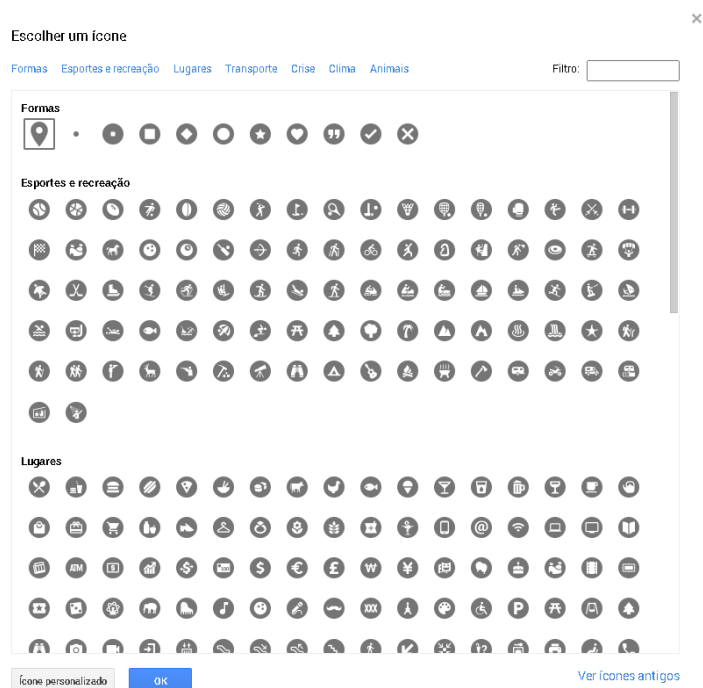 Escolher um ícone
Formas Esportes e recreação Lugares Transporte Crise Clima Animais Filtro:
Formas
Esportes e recreação
Lugares
ATM
XXX
Ícone personalizado OK Ver ícones antigos